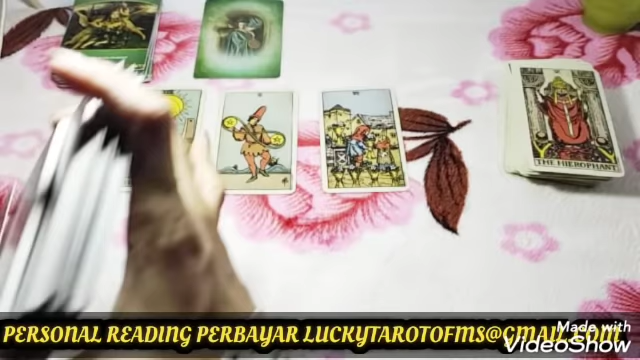 THE HIEROPHANT.
PERSONAL READING PERBAYAR LUCKYTAROTOFMS@GMAIL.COM
Made with
VideoShow